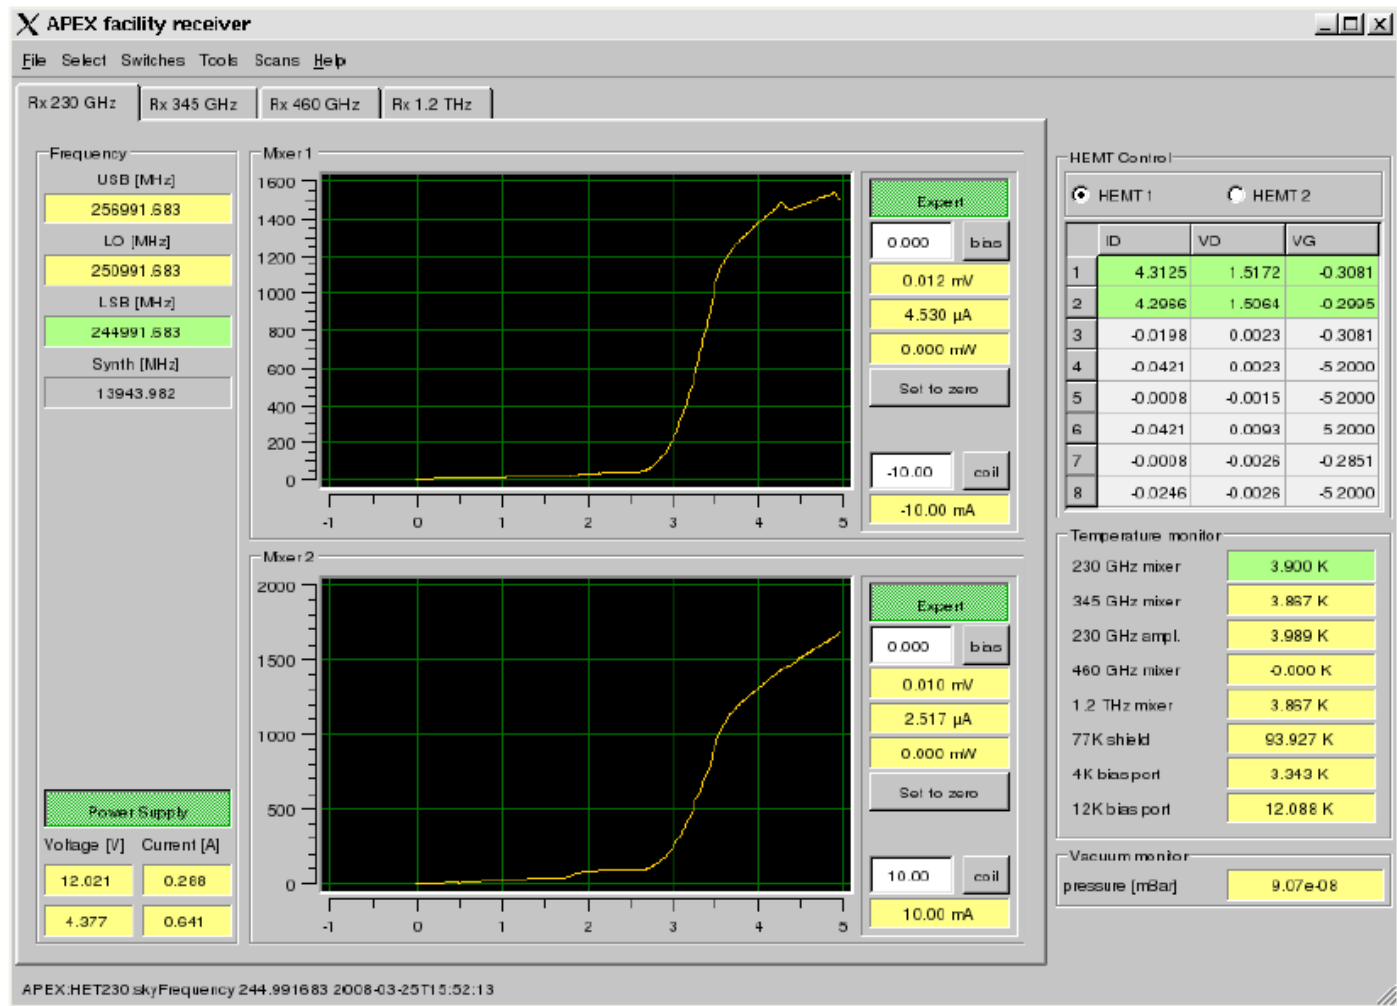 APEX facility receiver
File Select Switches Tools Scans Help
Rx 230 GHz Rx 345 GHz Rx 460 GHz Rx 1.2 THz
Frequency
USB [MHz]
256991.683
LO [MHz]
250991.683
LSB [MHz]
244991.683
Synth [MHz]
13943.982
Power Supply
Voltage [V] Current [A]
12.021 0.288
4.377 0.641
Mixer 1
1600
1400
1200
1000
800
600
400
200
0
-1 0 1 2 3 4 5
Expert
0.000 bias
0.012 mV
4.530 µA
0.000 mW
Set to zero
-10.00 coil
-10.00 mA
Mixer 2
2000
1500
1000
500
0
-1 0 1 2 3 4 5
Expert
0.000 bias
0.010 mV
2.517 µA
0.000 mW
Set to zero
10.00 coil
10.00 mA
HEMT Control
HEMT 1 HEMT 2
ID VD VG
1 4.3125 1.5172 -0.3081
2 4.2966 1.5064 -0.2995
3 -0.0198 0.0023 -0.3081
4 -0.0421 0.0023 -5.2000
5 -0.0008 -0.0015 -5.2000
6 -0.0421 0.0093 5.2000
7 -0.0008 -0.0026 -0.2851
8 -0.0246 -0.0026 -5.2000
Temperature monitor
230 GHz mixer 3.900 K
345 GHz mixer 3.867 K
230 GHz ampl. 3.989 K
460 GHz mixer -0.000 K
1.2 THz mixer 3.867 K
77K shield 93.927 K
4K bias port 3.343 K
12K bias port 12.088 K
Vacuum monitor
pressure [mBar] 9.07e-08
APEX:HET230:skyFrequency 244.991683 2008-03-25T15:52:13